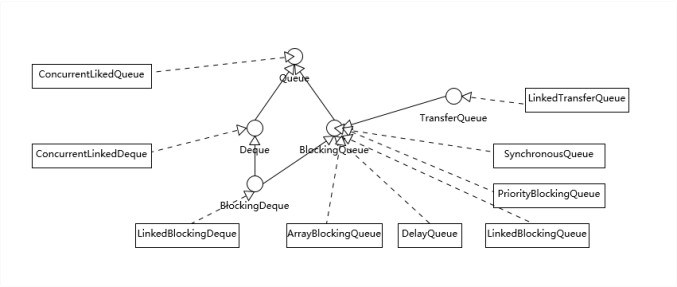 Queue
ConcurrentLikedQueue
LinkedTransferQueue
TransferQueue
ConcurrentLinkedDeque
Deque
BlockingQueue
SynchronousQueue
PriorityBlockingQueue
BlockingDeque
LinkedBlockingDeque
ArrayBlockingQueue
DelayQueue
LinkedBlockingQueue